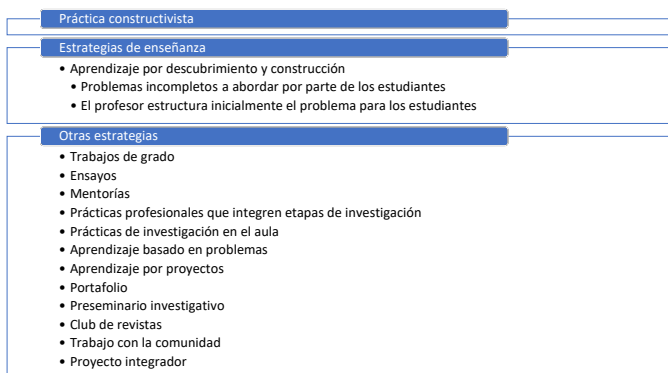 Práctica constructivista
Estrategias de enseñanza
• Aprendizaje por descubrimiento y construcción
• Problemas incompletos a abordar por parte de los estudiantes
• El profesor estructura inicialmente el problema para los estudiantes
Otras estrategias
• Trabajos de grado
• Ensayos
• Mentorías
• Prácticas profesionales que integren etapas de investigación
• Prácticas de investigación en el aula
• Aprendizaje basado en problemas
• Aprendizaje por proyectos
• Portafolio
• Preseminario investigativo
• Club de revistas
• Trabajo con la comunidad
• Proyecto integrador